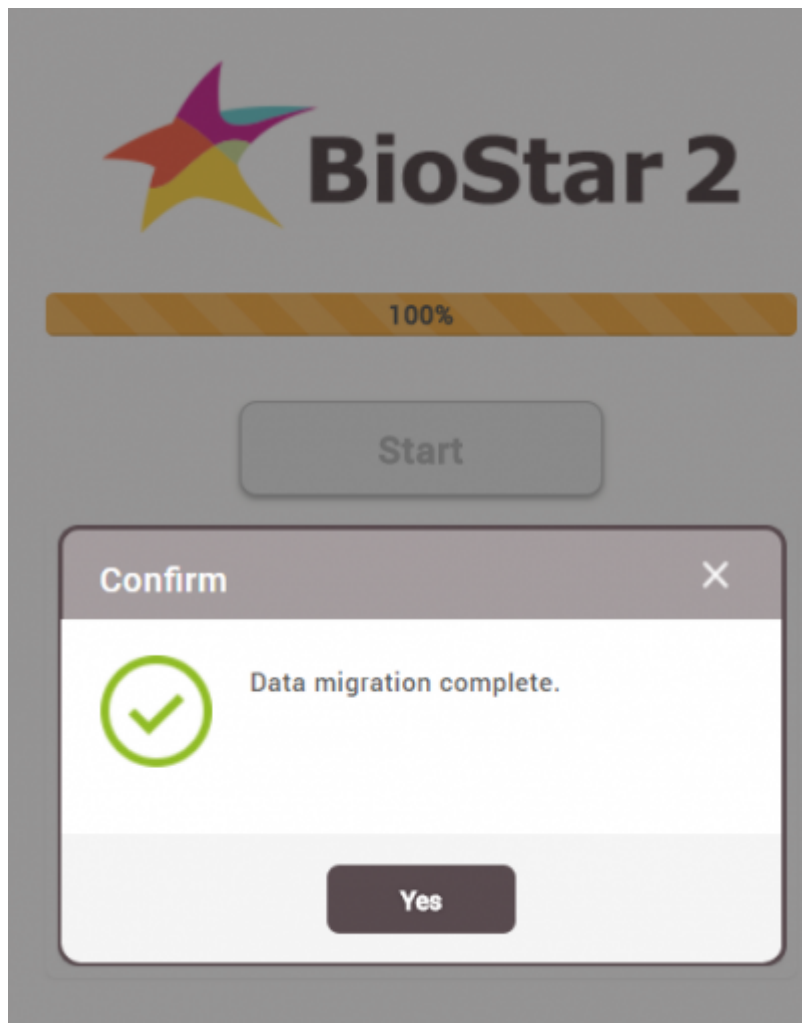 BioStar 2
100%
Start
Confirm
Data migration complete.
Yes